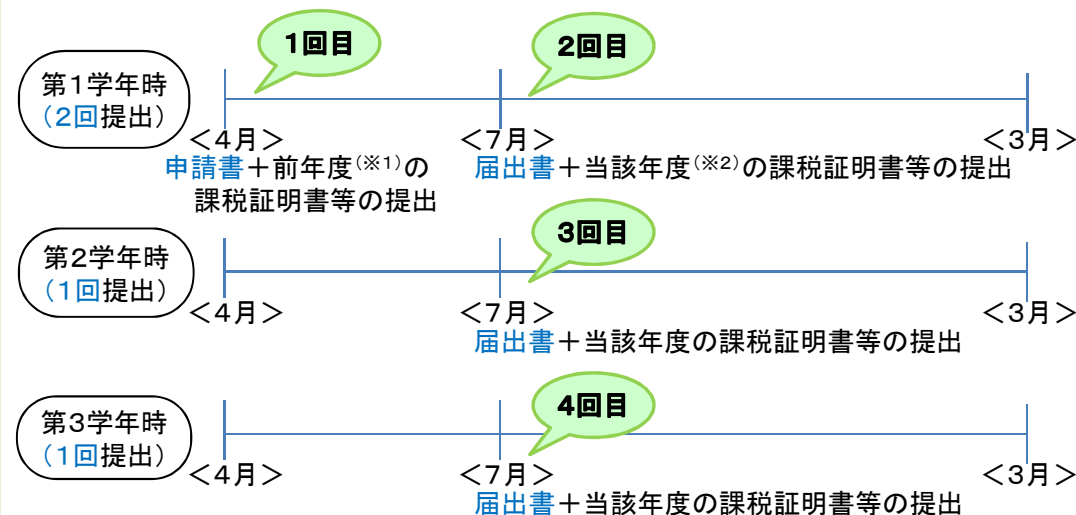 1回目
2回目
第1学年時
(2回提出)
<4月>
<7月>
<3月>
申請書+前年度(※1)の
課税証明書等の提出
届出書+当該年度(※2)の課税証明書等の提出
3回目
第2学年時
(1回提出)
<4月>
<7月>
<3月>
届出書+当該年度の課税証明書等の提出
4回目
第3学年時
(1回提出)
<4月>
<7月>
<3月>
届出書+当該年度の課税証明書等の提出